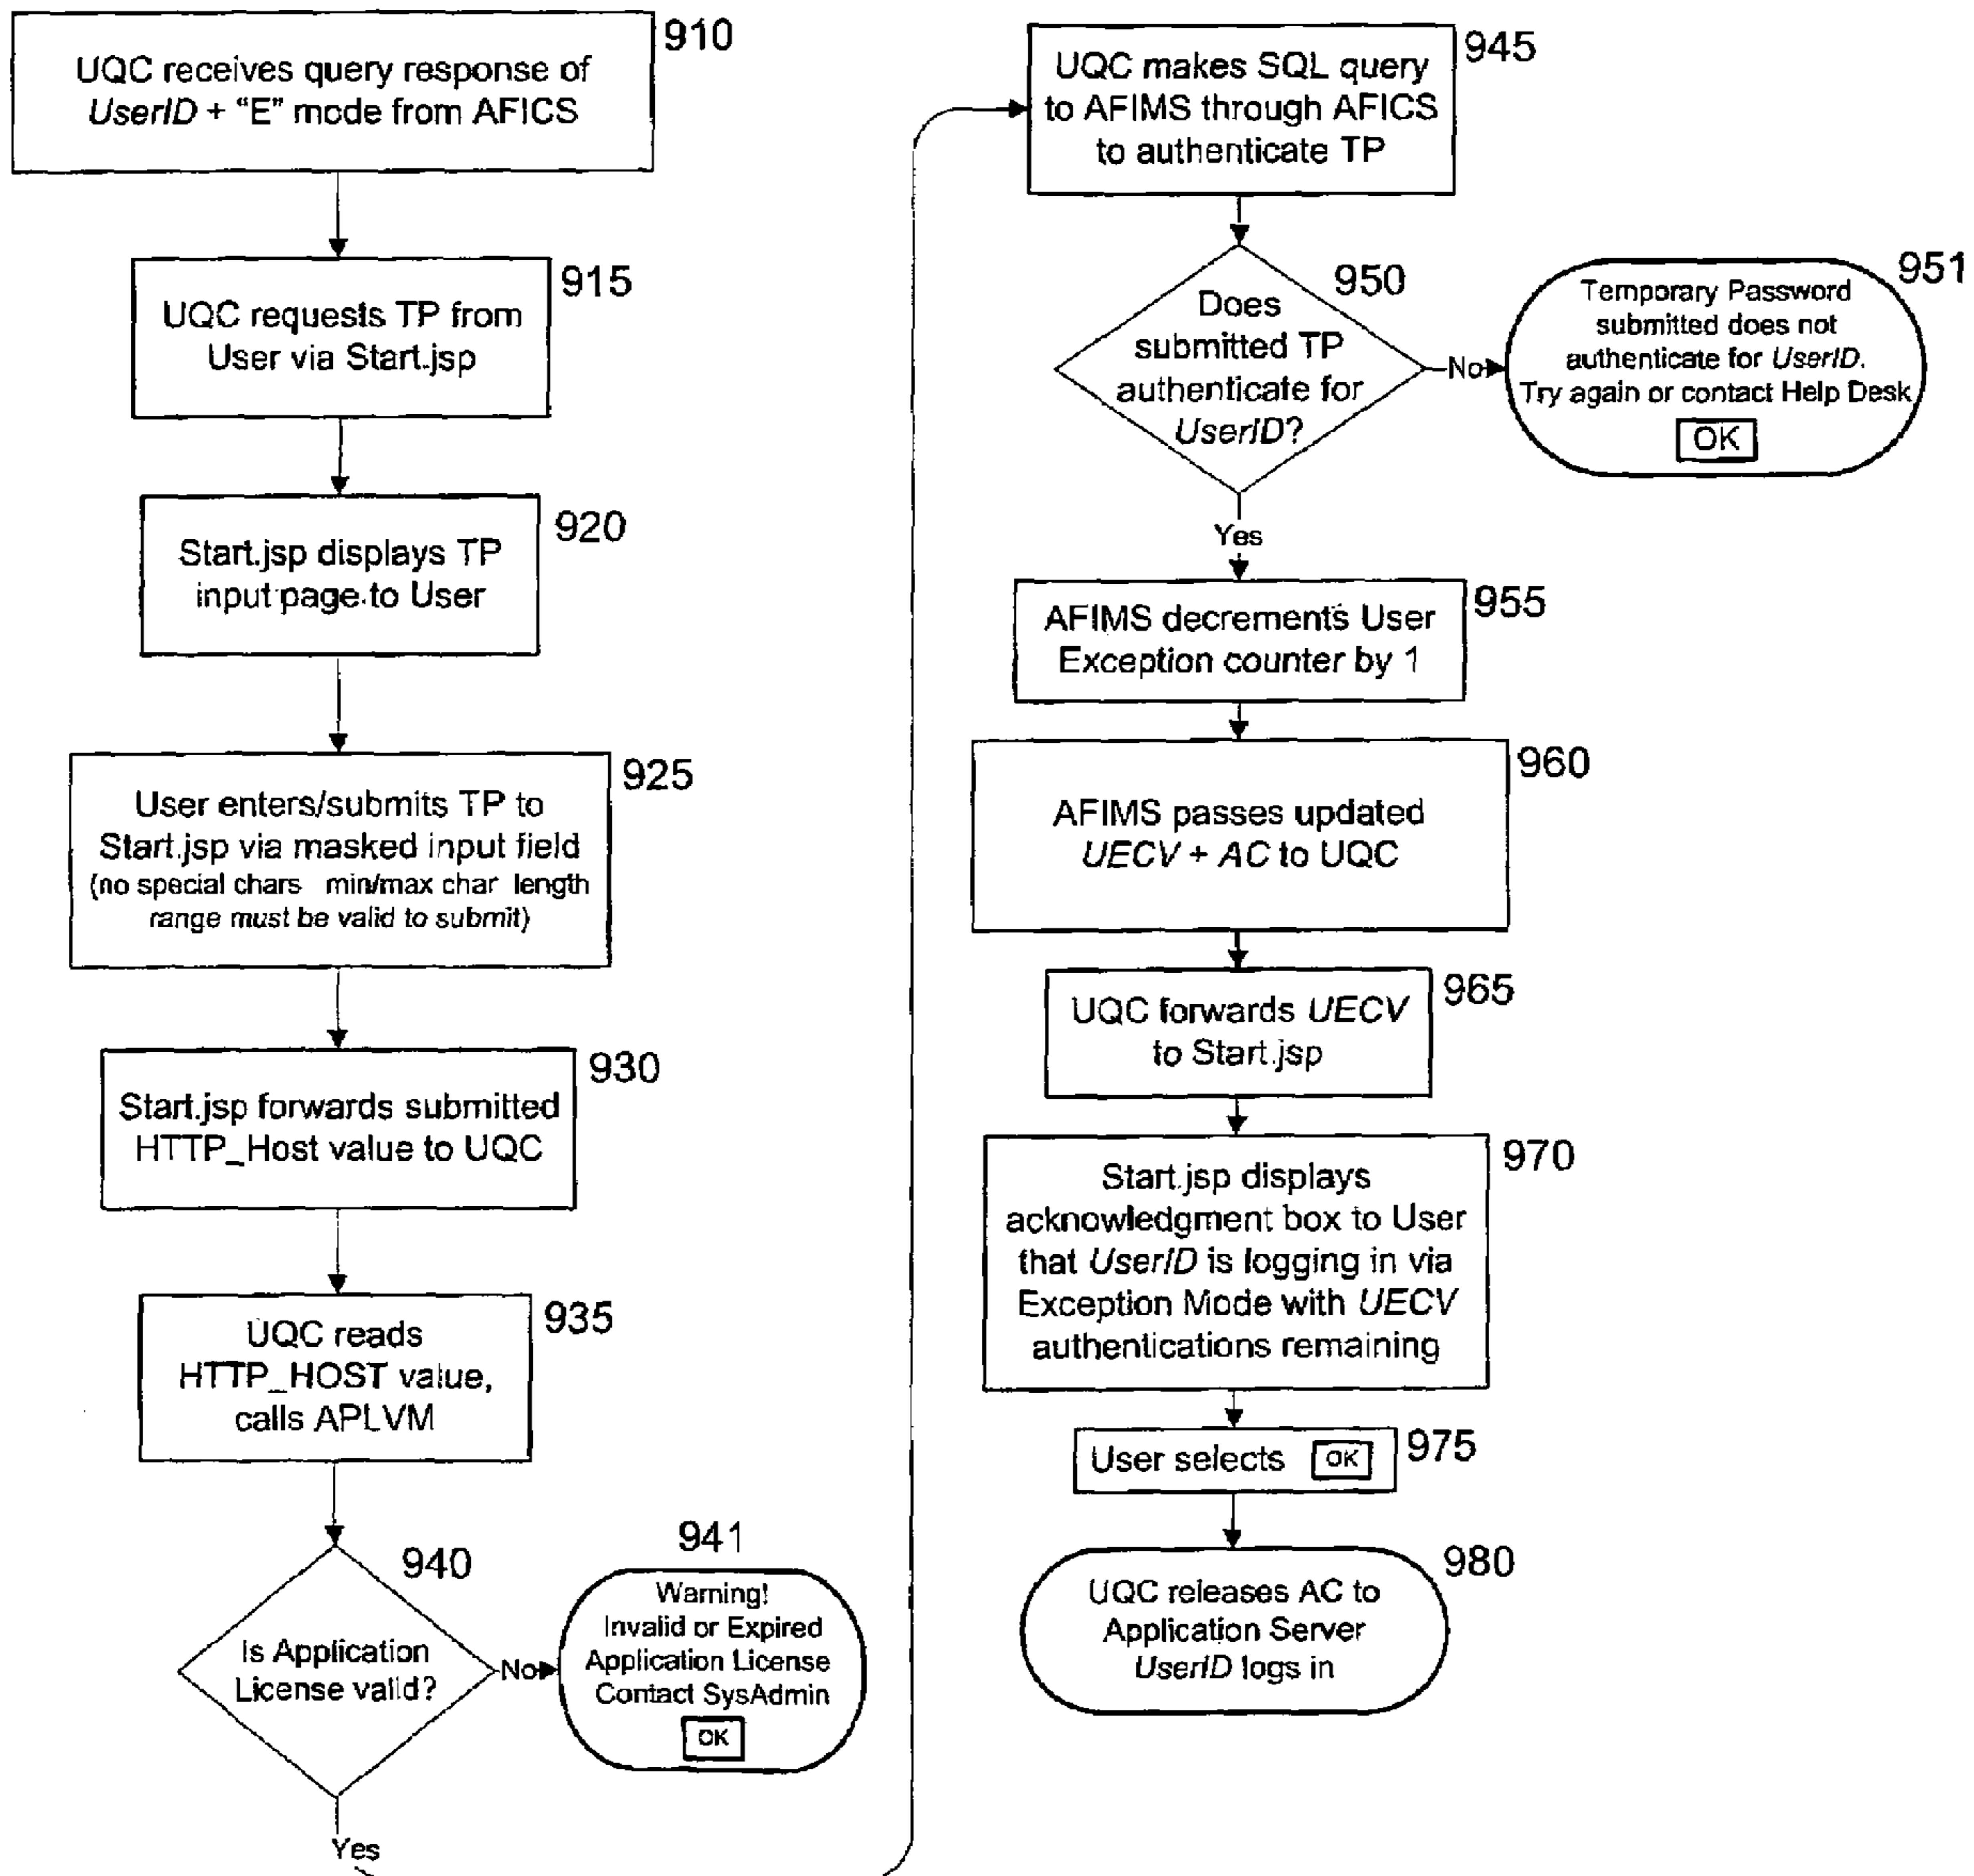 910
UQC receives query response of
UserID + "E" mode from AFICS
915
UQC requests TP from
User via Start.jsp
920
Start.jsp displays TP
input page to User
925
User enters/submits TP to
Start.jsp via masked input field
(no special chars min/max char length
range must be valid to submit)
930
Start.jsp forwards submitted
HTTP_Host value to UQC
935
UQC reads
HTTP_HOST value,
calls APLVM
940
Is Application
License valid?
No
941
Warning!
Invalid or Expired
Application License
Contact SysAdmin
OK
Yes
945
UQC makes SQL query
to AFIMS through AFICS
to authenticate TP
950
Does
submitted TP
authenticate for
UserID?
No
951
Temporary Password
submitted does not
authenticate for UserID.
Try again or contact Help Desk
OK
Yes
955
AFIMS decrements User
Exception counter by 1
960
AFIMS passes updated
UECV + AC to UQC
965
UQC forwards UECV
to Start.jsp
970
Start.jsp displays
acknowledgment box to User
that UserID is logging in via
Exception Mode with UECV
authentications remaining
975
User selects OK
980
UQC releases AC to
Application Server
UserID logs in